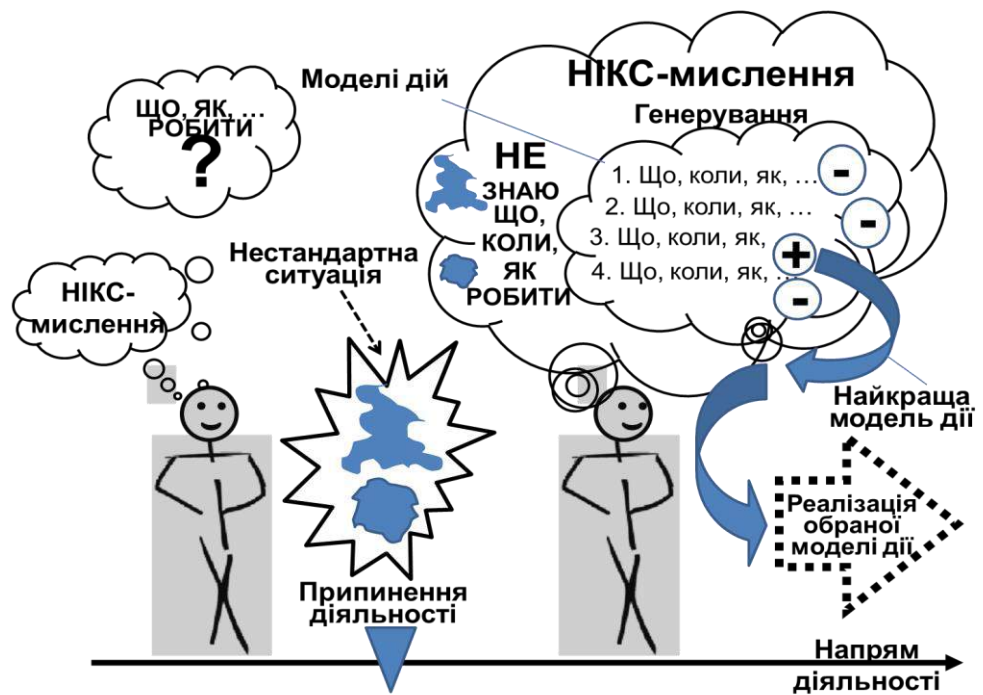 ЩО, ЯК, …
РОБИТИ
?
НІКС-
мислення
Нестандартна
ситуація
Припинення
діяльності
Моделі дій
НІКС-мислення
Генерування
НЕ
ЗНАЮ
ЩО,
КОЛИ,
ЯК
РОБИТИ
1. Що, коли, як, … -
2. Що, коли, як, … -
3. Що, коли, як, +
4. Що, коли, як, … -
Найкраща
модель дії
Реалізація
обраної
моделі дії
Напрям
діяльності